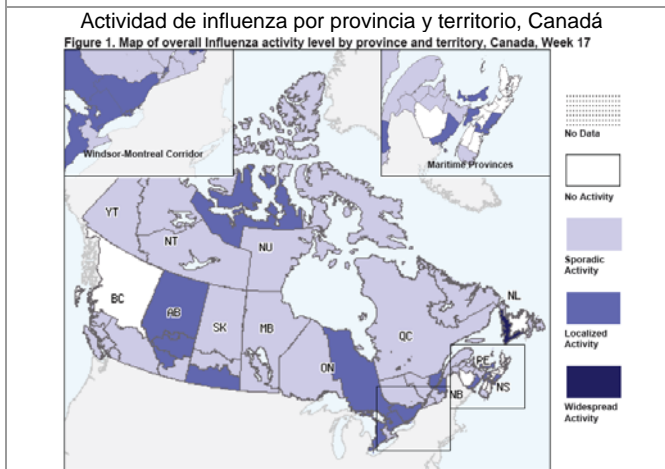 Actividad de influenza por provincia y territorio, Canadá
Figure 1. Map of overall Influenza activity level by province and territory, Canada, Week 17
Windsor-Montreal Corridor
Maritime Provinces
No Data
No Activity
Sporadic
Activity
Localized
Activity
Widespread
Activity
YT
NT
NU
BC
AB
SK
MB
ON
QC
NL
PE
NB
NS